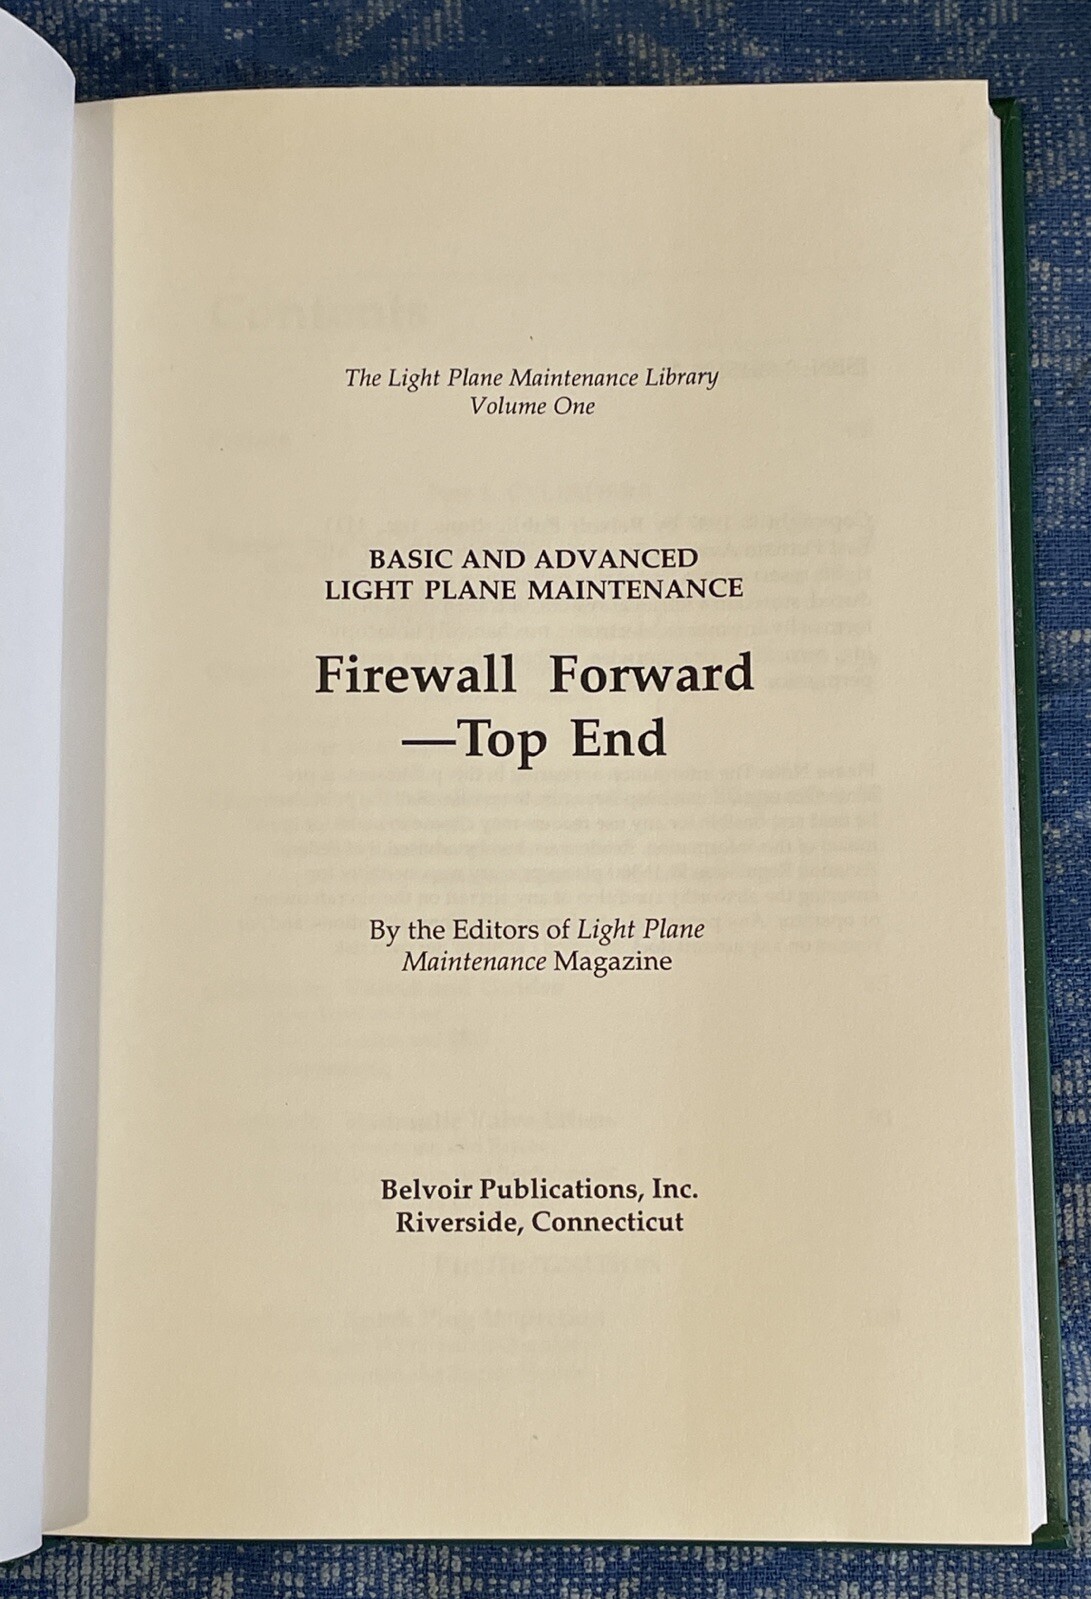 The Light Plane Maintenance Library
Volume One
BASIC AND ADVANCED
LIGHT PLANE MAINTENANCE
Firewall Forward
—Top End
By the Editors of Light Plane
Maintenance Magazine
Belvoir Publications, Inc.
Riverside, Connecticut